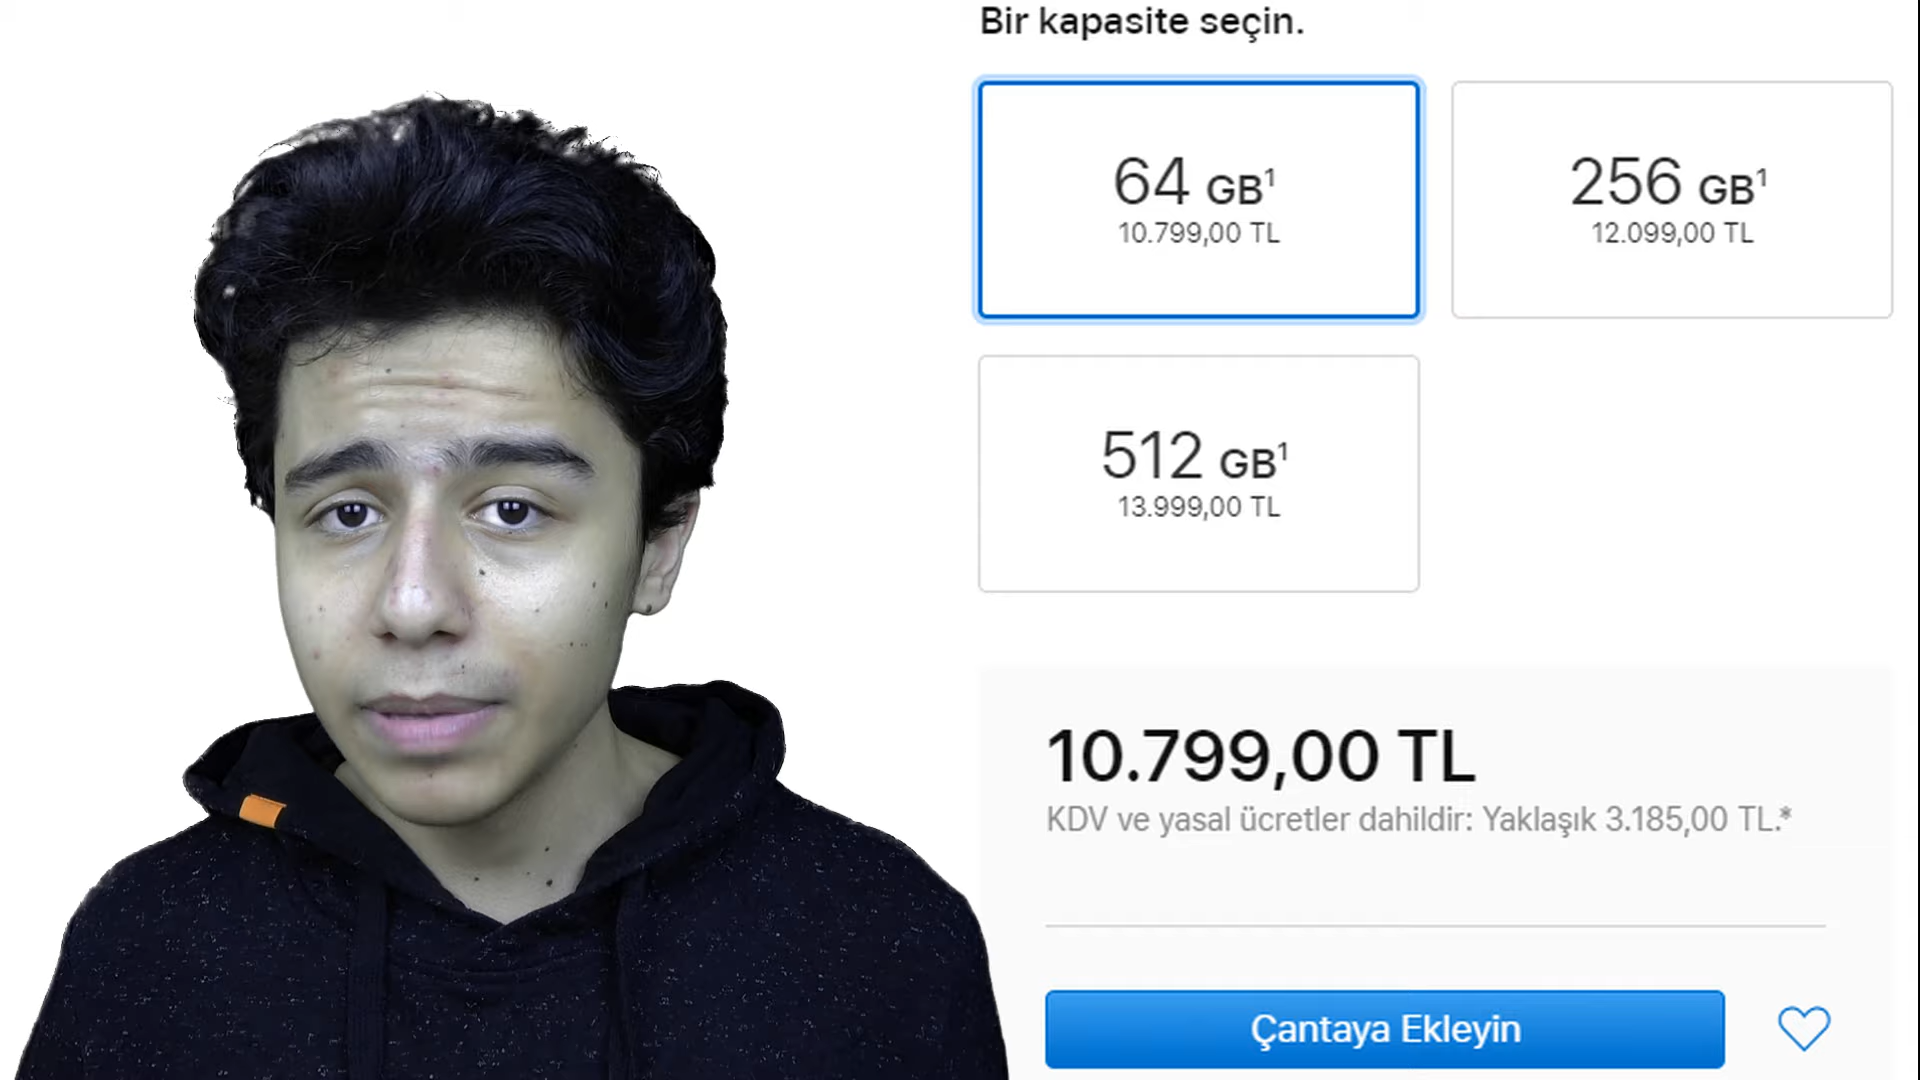 Bir kapasite seçin.
64 GB¹
10.799,00 TL
256 GB¹
12.099,00 TL
512 GB¹
13.999,00 TL
10.799,00 TL
KDV ve yasal ücretler dahildir: Yaklaşık 3.185,00 TL.*
Çantaya Ekleyin